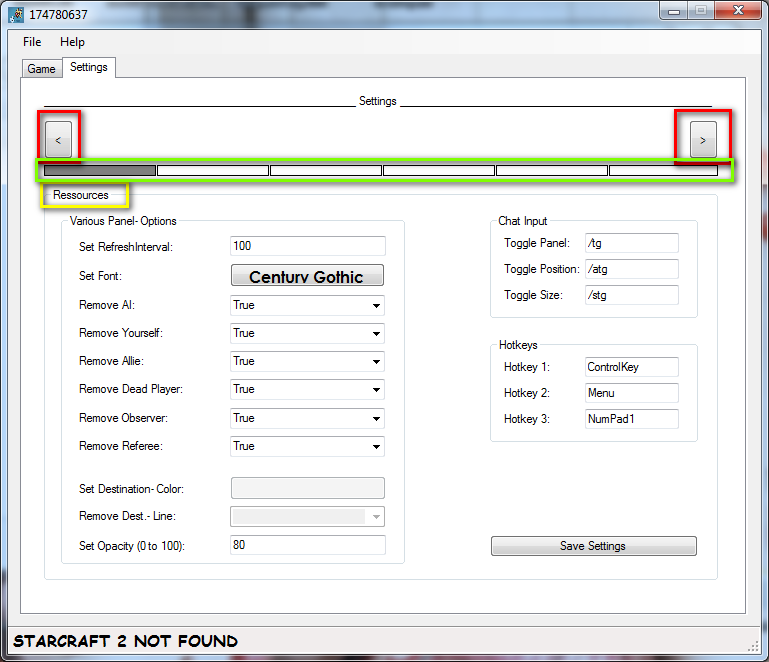 174780637
File Help
Game Settings
Settings
< >
Ressources
Various Panel-Options
Set RefreshInterval: 100
Set Font: Century Gothic
Remove AI: True
Remove Yourself: True
Remove Allie: True
Remove Dead Player: True
Remove Observer: True
Remove Referee: True
Set Destination-Color:
Remove Dest.-Line:
Set Opacity (0 to 100): 80
Chat Input
Toggle Panel: /tg
Toggle Position: /atg
Toggle Size: /stg
Hotkeys
Hotkey 1: ControlKey
Hotkey 2: Menu
Hotkey 3: NumPad1
Save Settings
STARCRAFT 2 NOT FOUND